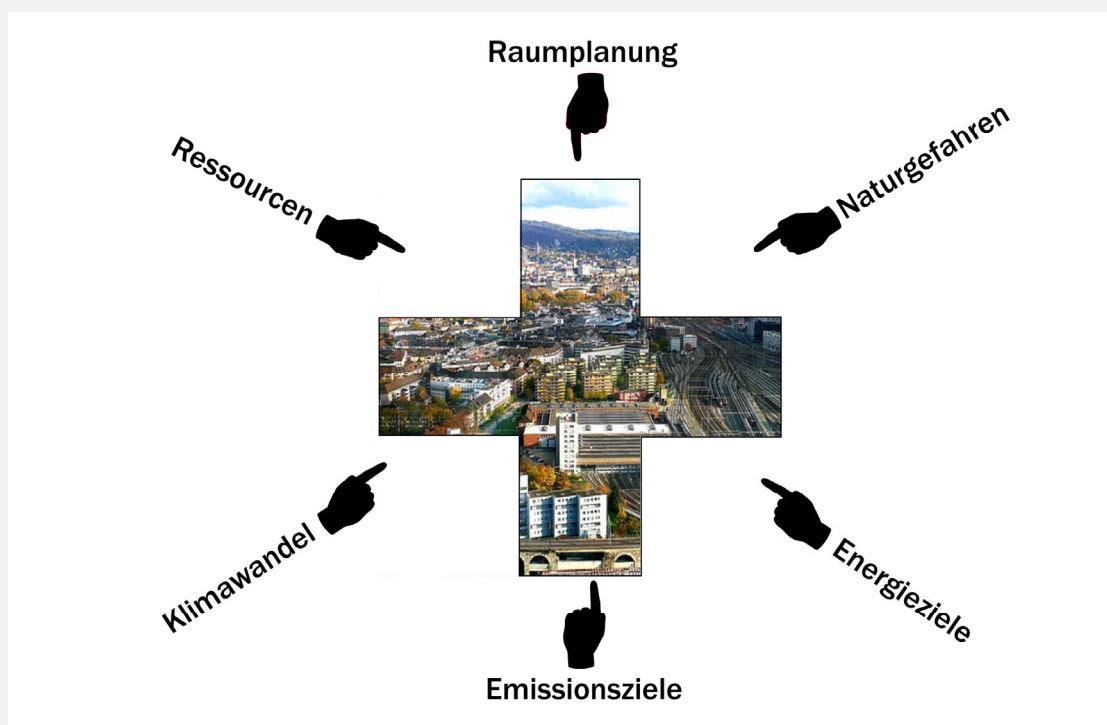 Raumplanung
Ressourcen
Naturgefahren
Klimawandel
Energieziele
Emissionsziele